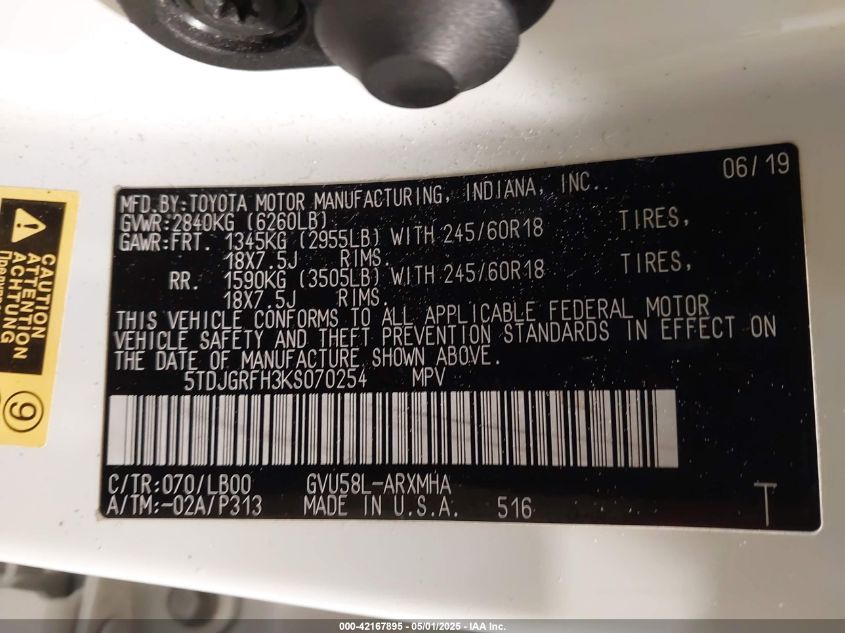 06/19
MFD.BY:TOYOTA MOTOR MANUFACTURING, INDIANA, INC.
GVWR:2840KG (6260LB)
GAWR:FRT. 1345KG (2955LB) WITH 245/60R18 TIRES,
18X7.5J RIMS.
RR. 1590KG (3505LB) WITH 245/60R18 TIRES,
18X7.5J RIMS.
THIS VEHICLE CONFORMS TO ALL APPLICABLE FEDERAL MOTOR
VEHICLE SAFETY AND THEFT PREVENTION STANDARDS IN EFFECT ON
THE DATE OF MANUFACTURE SHOWN ABOVE.
5TDJGRFH3KS070254 MPV
C/TR:070/LB00 GVU58L-ARXMHA
A/TM:-02A/P313 MADE IN U.S.A. 516 T
CAUTION
ATTENTION
ACHTUNG
9
000-42167895 - 05/01/2025 - IAA Inc.